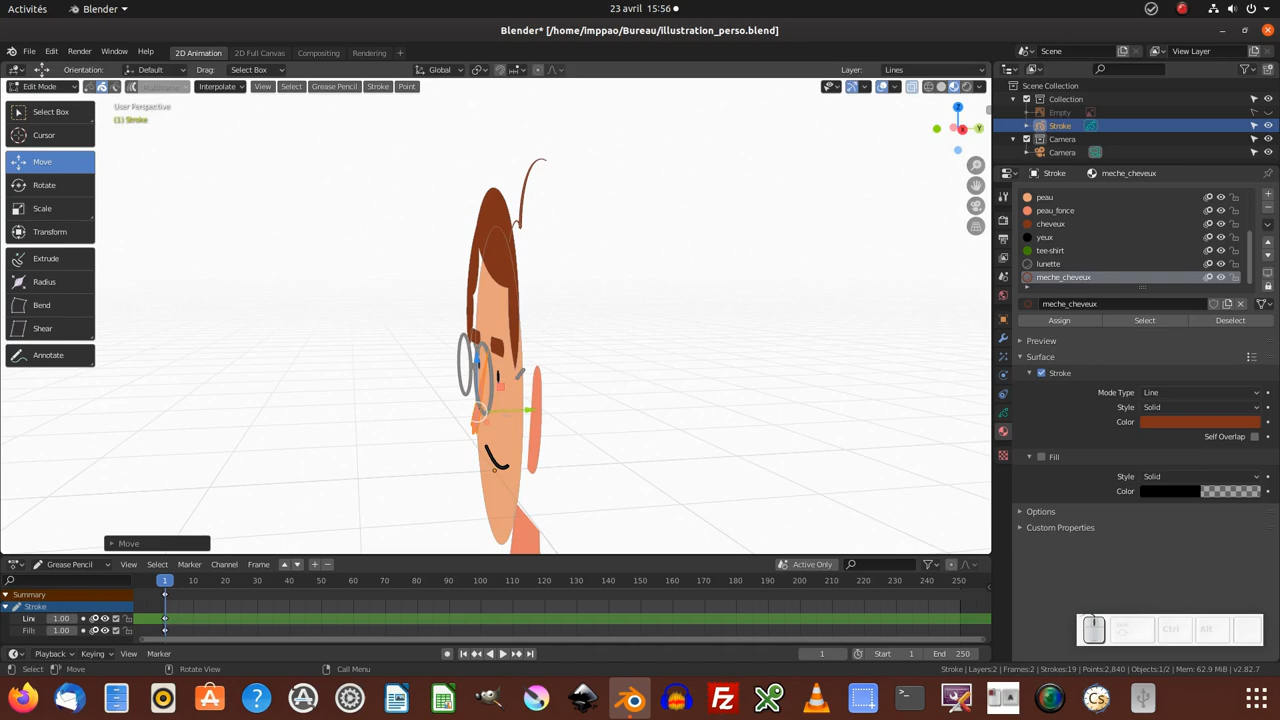 Activités Blender 23 avril 15:56
Blender* [/home/imppao/Bureau/illustration_perso.blend]
File Edit Render Window Help 2D Animation 2D Full Canvas Compositing Rendering + Scene View Layer
Orientation: Default Drag: Select Box Global Layer: Lines
Edit Mode Interpolate View Select Grease Pencil Stroke Point
User Perspective
(1) Stroke
Select Box
Cursor
Move
Rotate
Scale
Transform
Extrude
Radius
Bend
Shear
Annotate
Z
X
Y
Move
Scene Collection
Collection
Empty
Stroke
Camera
Camera
Stroke meche_cheveux
peau
peau_fonce
cheveux
yeux
tee-shirt
lunette
meche_cheveux
meche_cheveux
Assign Select Deselect
Preview
Surface
Stroke
Mode Type Line
Style Solid
Color
Self Overlap
Fill
Style Solid
Color
Options
Custom Properties
Grease Pencil View Select Marker Channel Frame Active Only
1 10 20 30 40 50 60 70 80 90 100 110 120 130 140 150 160 170 180 190 200 210 220 230 240 250
Summary
Stroke
Lin 1.00
Fill 1.00
Playback Keying View Marker 1 Start 1 End 250
Select Move Rotate View Call Menu Stroke | Layers:2 | Frames:2 | Strokes:19 | Points:2,840 | Objects:1/2 | Mem: 62.9 MiB | v2.82.7
Ctrl Alt